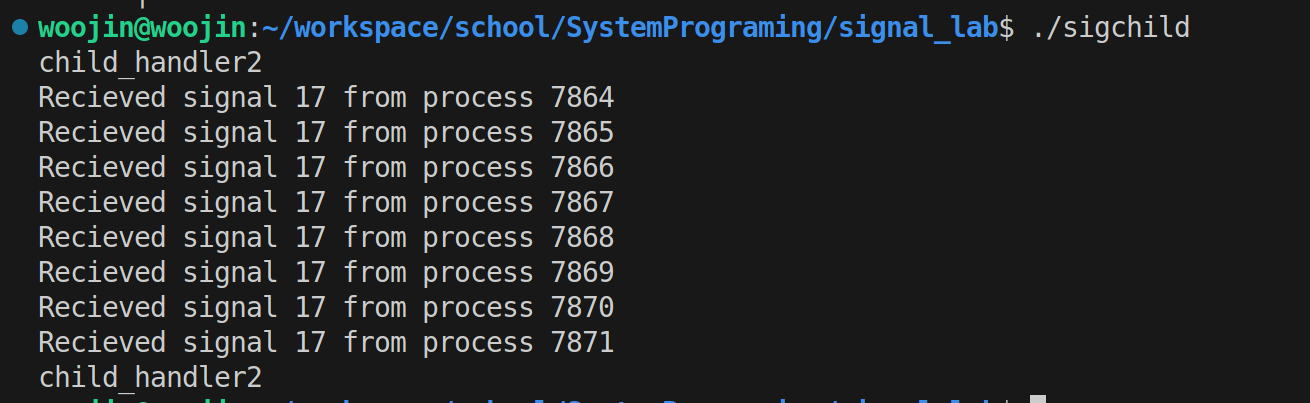 woojin@woojin:~/workspace/school/SystemPrograming/signal_lab$ ./sigchild
child_handler2
Recieved signal 17 from process 7864
Recieved signal 17 from process 7865
Recieved signal 17 from process 7866
Recieved signal 17 from process 7867
Recieved signal 17 from process 7868
Recieved signal 17 from process 7869
Recieved signal 17 from process 7870
Recieved signal 17 from process 7871
child_handler2